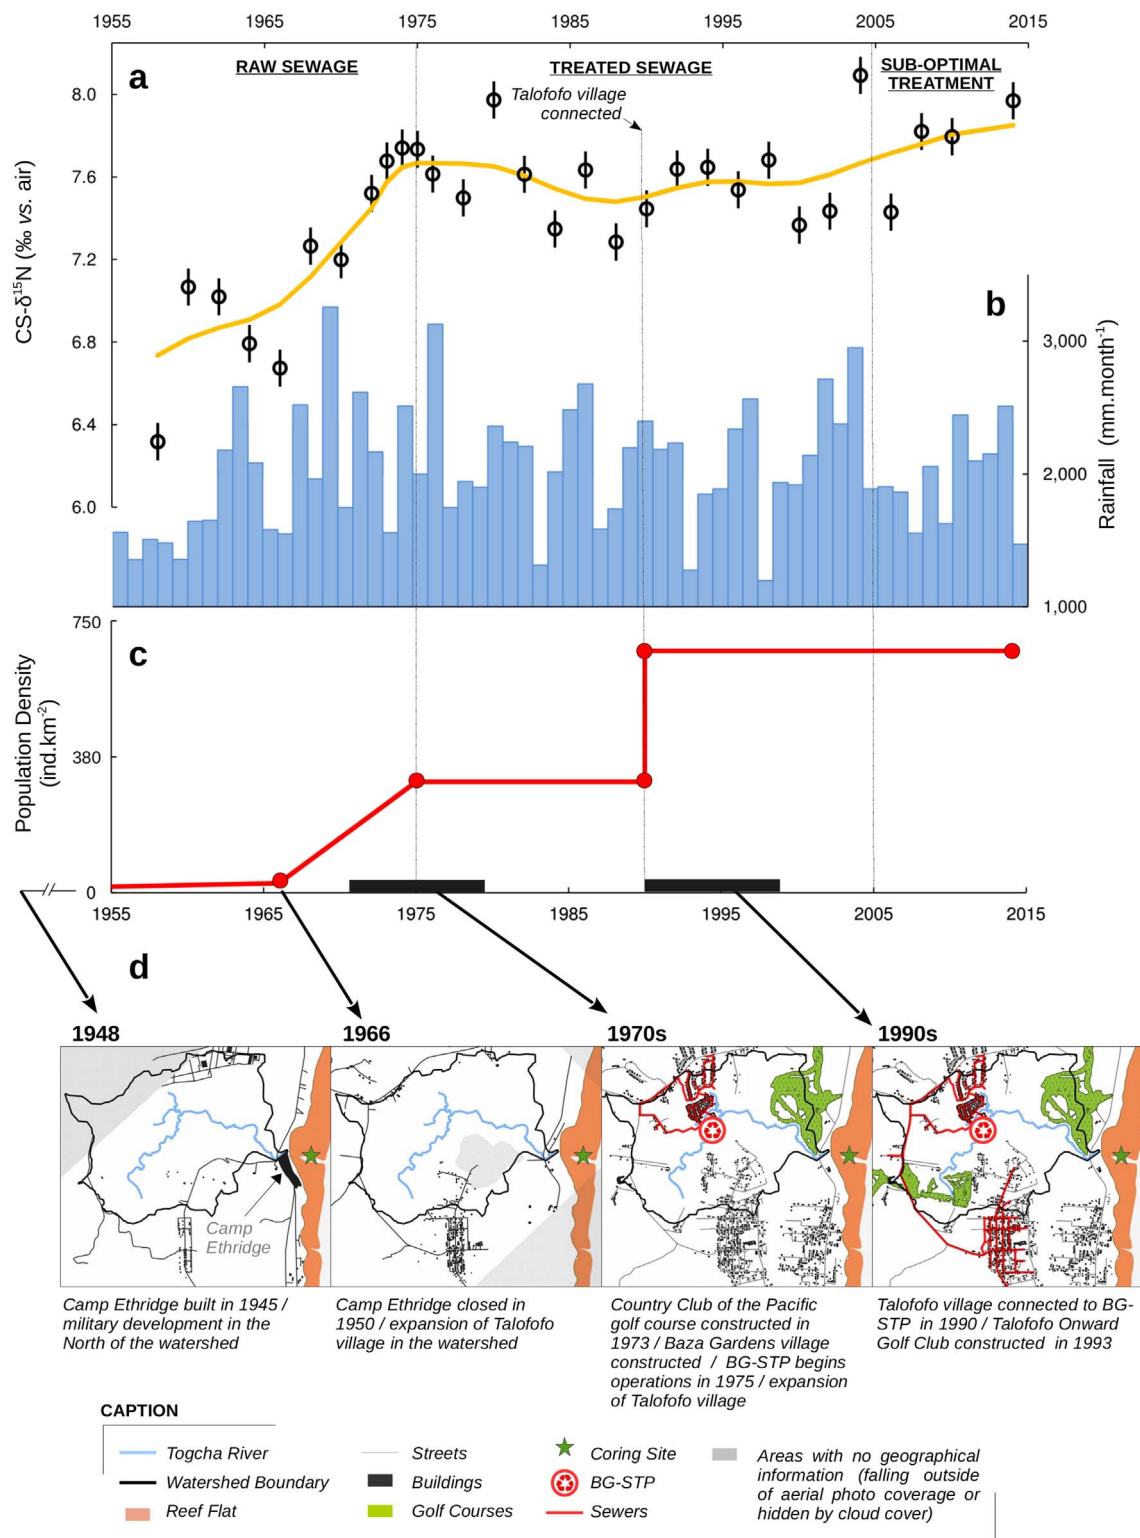 1955 1965 1975 1985 1995 2005 2015
a
RAW SEWAGE
TREATED SEWAGE
SUB-OPTIMAL
TREATMENT
Talofofo village
connected
CS-δ¹⁵N (‰ vs. air)
8.0
7.6
7.2
6.8
6.4
6.0
b
3,000
2,000
1,000
Rainfall (mm.month⁻¹)
c
Population Density
(ind.km⁻²)
750
380
0
1955 1965 1975 1985 1995 2005 2015
d
1948
1966
1970s
1990s
Camp
Ethridge
Camp Ethridge built in 1945 /
military development in the
North of the watershed
Camp Ethridge closed in
1950 / expansion of Talofofo
village in the watershed
Country Club of the Pacific
golf course constructed in
1973 / Baza Gardens village
constructed / BG-STP begins
operations in 1975 / expansion
of Talofofo village
Talofofo village connected to BG-
STP in 1990 / Talofofo Onward
Golf Club constructed in 1993
CAPTION
Togcha River
Watershed Boundary
Reef Flat
Streets
Buildings
Golf Courses
Coring Site
BG-STP
Sewers
Areas with no geographical
information (falling outside
of aerial photo coverage or
hidden by cloud cover)